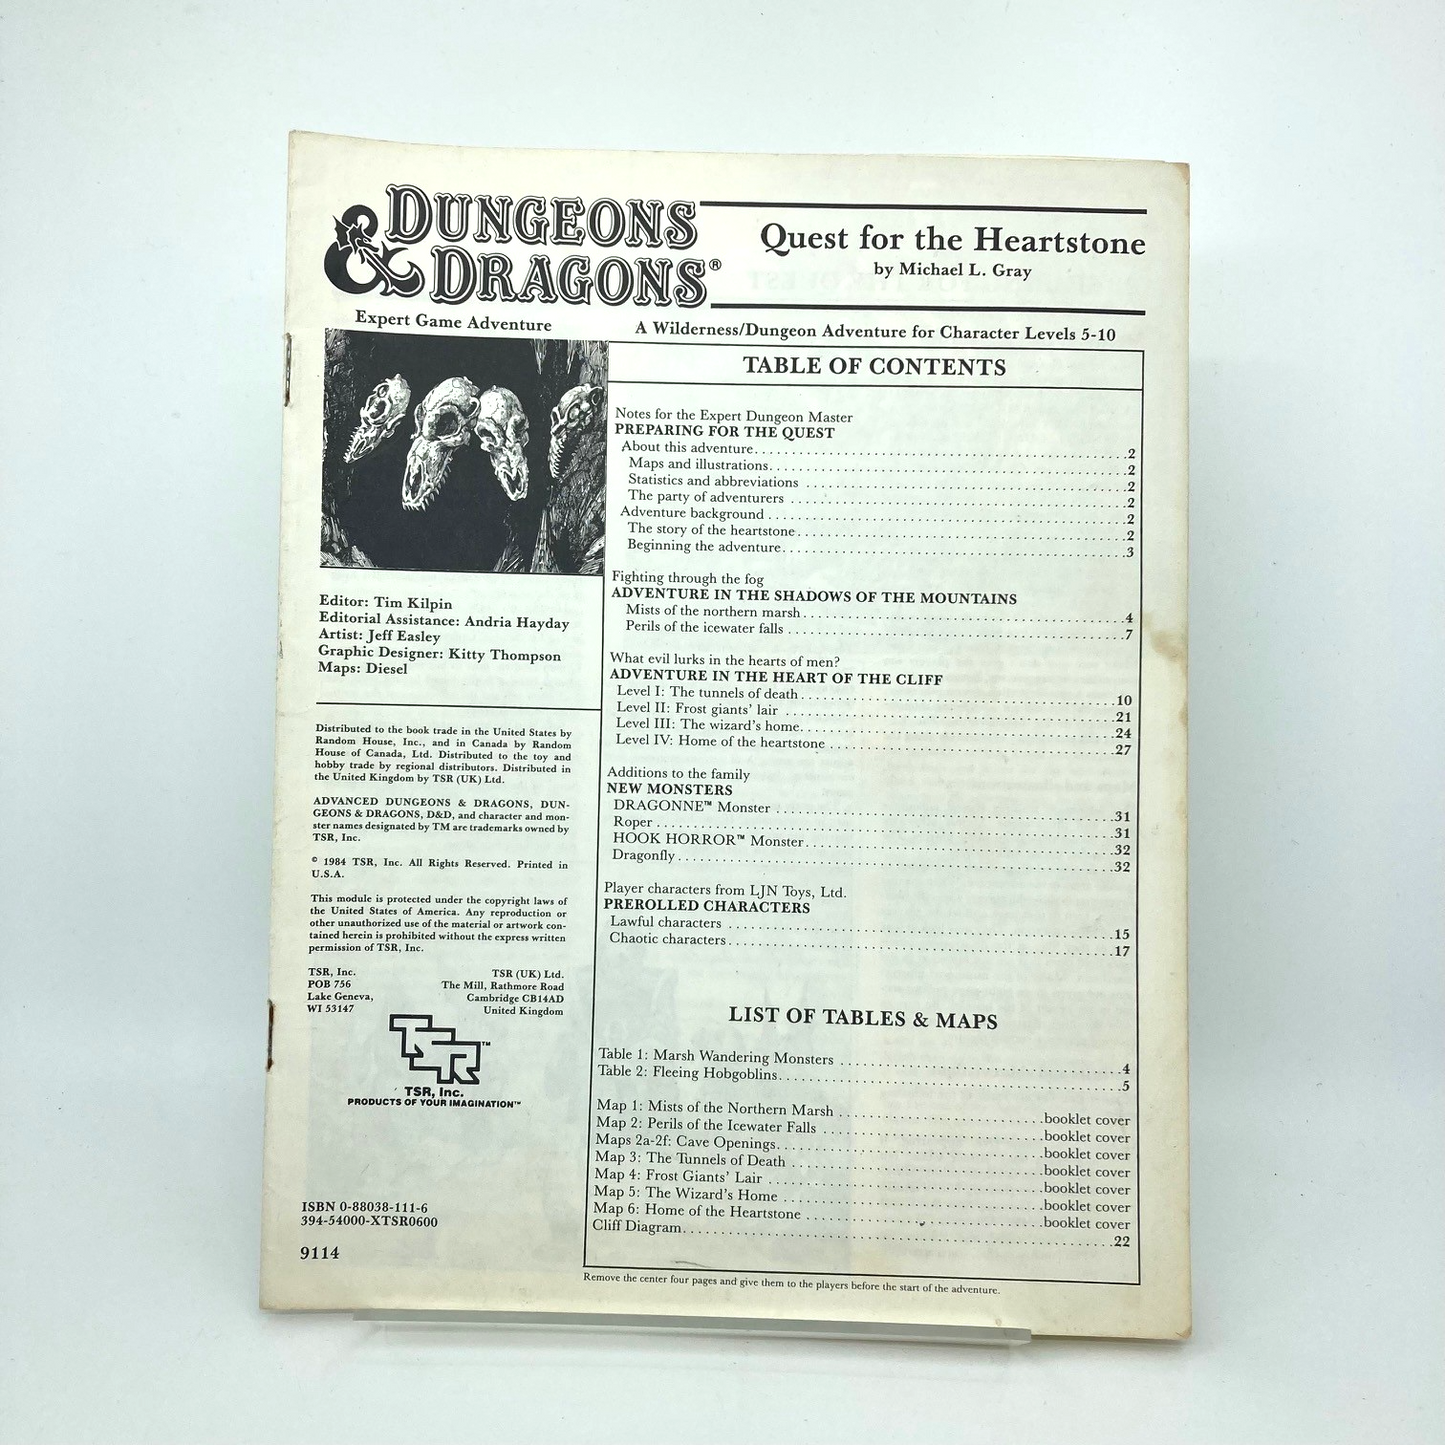 DUNGEONS
& DRAGONS®
Expert Game Adventure
Quest for the Heartstone
by Michael L. Gray
A Wilderness/Dungeon Adventure for Character Levels 5-10
Editor: Tim Kilpin
Editorial Assistance: Andria Hayday
Artist: Jeff Easley
Graphic Designer: Kitty Thompson
Maps: Diesel
Distributed to the book trade in the United States by
Random House, Inc., and in Canada by Random
House of Canada, Ltd. Distributed to the toy and
hobby trade by regional distributors. Distributed in
the United Kingdom by TSR (UK) Ltd.
ADVANCED DUNGEONS & DRAGONS, DUN-
GEONS & DRAGONS, D&D, and character and mon-
ster names designated by TM are trademarks owned by
TSR, Inc.
© 1984 TSR, Inc. All Rights Reserved. Printed in
U.S.A.
This module is protected under the copyright laws of
the United States of America. Any reproduction or
other unauthorized use of the material or artwork con-
tained herein is prohibited without the express written
permission of TSR, Inc.
TSR, Inc.
POB 756
Lake Geneva,
WI 53147
TSR (UK) Ltd.
The Mill, Rathmore Road
Cambridge CB14AD
United Kingdom
TSR™
TSR, Inc.
PRODUCTS OF YOUR IMAGINATION™
ISBN 0-88038-111-6
394-54000-XTSR0600
9114
TABLE OF CONTENTS
Notes for the Expert Dungeon Master
PREPARING FOR THE QUEST
About this adventure 2
Maps and illustrations 2
Statistics and abbreviations 2
The party of adventurers 2
Adventure background 2
The story of the heartstone 2
Beginning the adventure 3
Fighting through the fog
ADVENTURE IN THE SHADOWS OF THE MOUNTAINS
Mists of the northern marsh 4
Perils of the icewater falls 7
What evil lurks in the hearts of men?
ADVENTURE IN THE HEART OF THE CLIFF
Level I: The tunnels of death 10
Level II: Frost giants' lair 21
Level III: The wizard's home 24
Level IV: Home of the heartstone 27
Additions to the family
NEW MONSTERS
DRAGONNE™ Monster 31
Roper 31
HOOK HORROR™ Monster 32
Dragonfly 32
Player characters from LJN Toys, Ltd.
PREROLLED CHARACTERS
Lawful characters 15
Chaotic characters 17
LIST OF TABLES & MAPS
Table 1: Marsh Wandering Monsters 4
Table 2: Fleeing Hobgoblins 5
Map 1: Mists of the Northern Marsh booklet cover
Map 2: Perils of the Icewater Falls booklet cover
Maps 2a-2f: Cave Openings booklet cover
Map 3: The Tunnels of Death booklet cover
Map 4: Frost Giants' Lair booklet cover
Map 5: The Wizard's Home booklet cover
Map 6: Home of the Heartstone booklet cover
Cliff Diagram 22
Remove the center four pages and give them to the players before the start of the adventure.